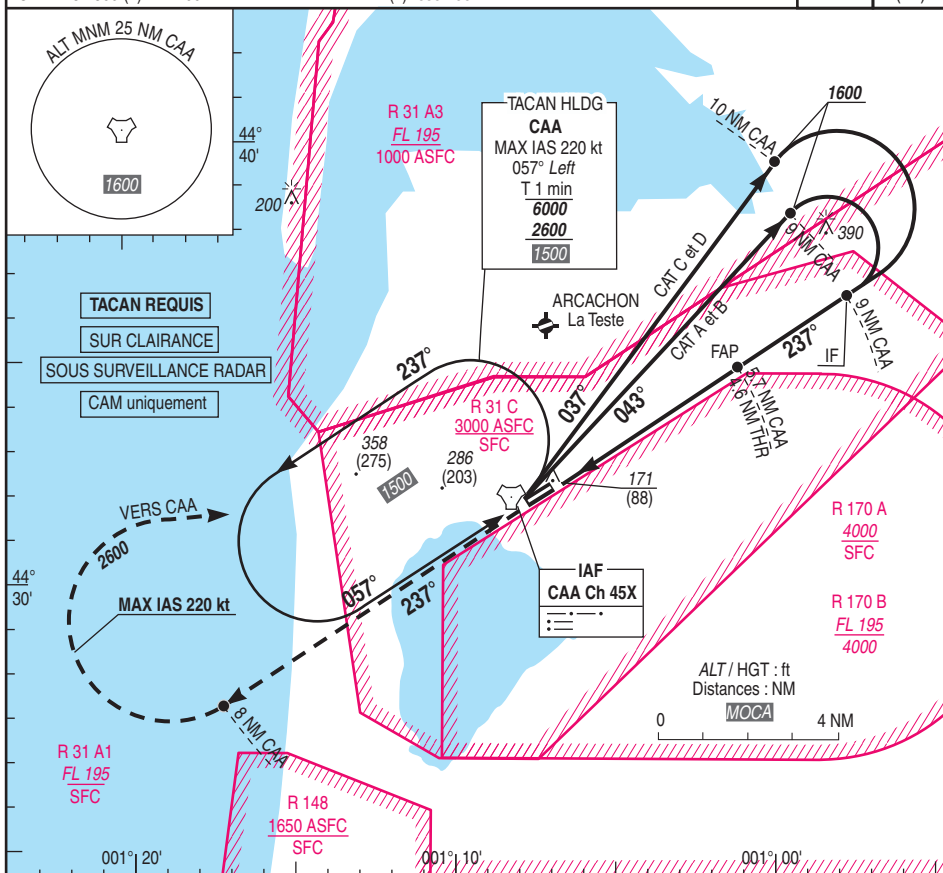 ALT MNM 25 NM CAA
1600
44°
40'
200
R 31 A3
FL 195
1000 ASFC
TACAN HLDG
CAA
MAX IAS 220 kt
057° Left
T 1 min
6000
2600
1500
1600
10 NM CAA
9 NM CAA
390
CAT C et D
CAT A et B
ARCACHON
La Teste
TACAN REQUIS
SUR CLAIRANCE
SOUS SURVEILLANCE RADAR
CAM uniquement
237°
037°
043°
FAP
237°
IF
9 NM CAA
5.7 NM CAA
4.6 NM THR
R 31 C
3000 ASFC
SFC
358
(275)
1500
286
(203)
171
(88)
VERS CAA
2600
MAX IAS 220 kt
44°
30'
057°
237°
IAF
CAA Ch 45X
R 170 A
4000
SFC
R 170 B
FL 195
4000
ALT / HGT : ft
Distances : NM
MOCA
0 4 NM
8 NM CAA
R 31 A1
FL 195
SFC
R 148
1650 ASFC
SFC
001° 20'
001° 10'
001° 00'